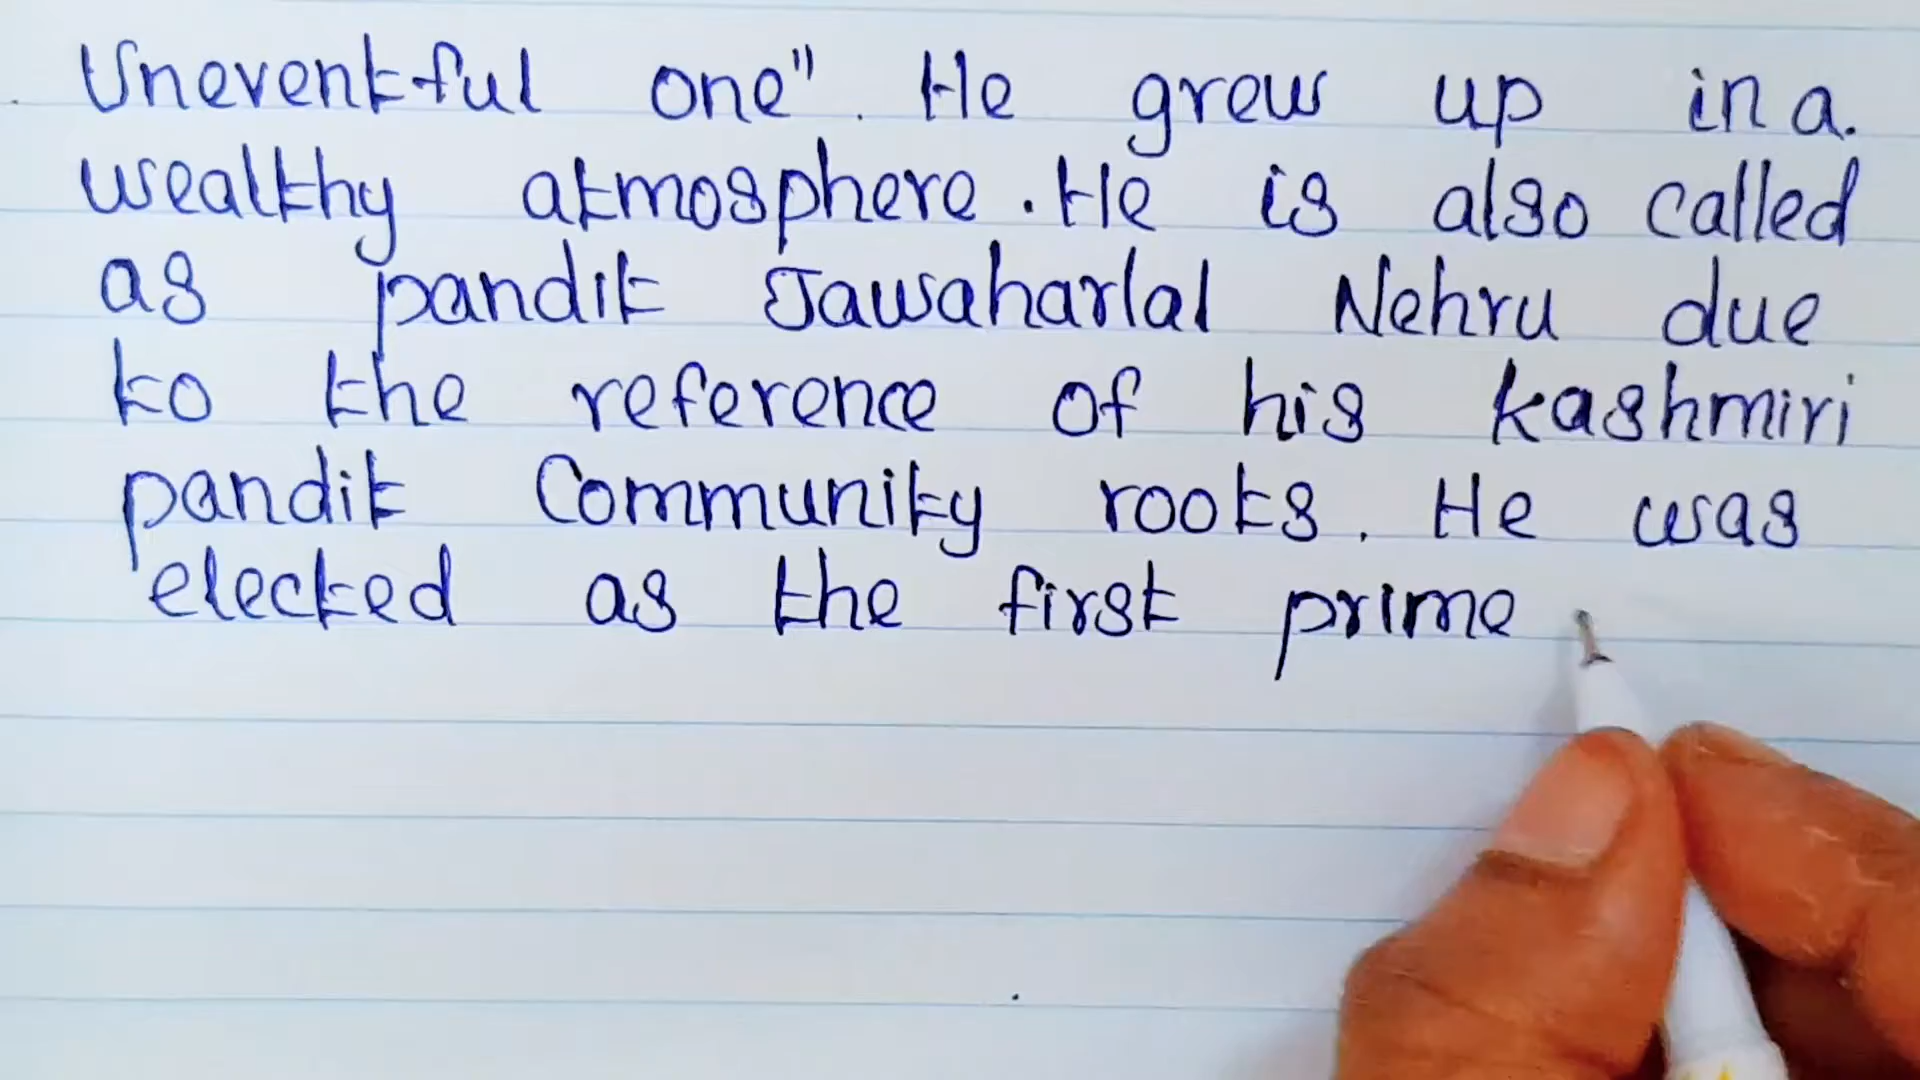 Uneventful one". He grew up in a.
wealthy atmosphere. He is also called
as pandit Jawaharlal Nehru due
to the reference of his kashmiri
pandit Community roots. He was
elected as the first prime